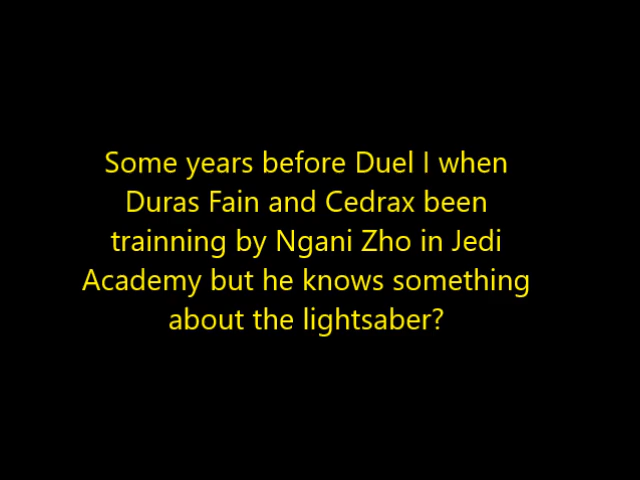 Some years before Duel I when
Duras Fain and Cedrax been
trainning by Ngani Zho in Jedi
Academy but he knows something
about the lightsaber?